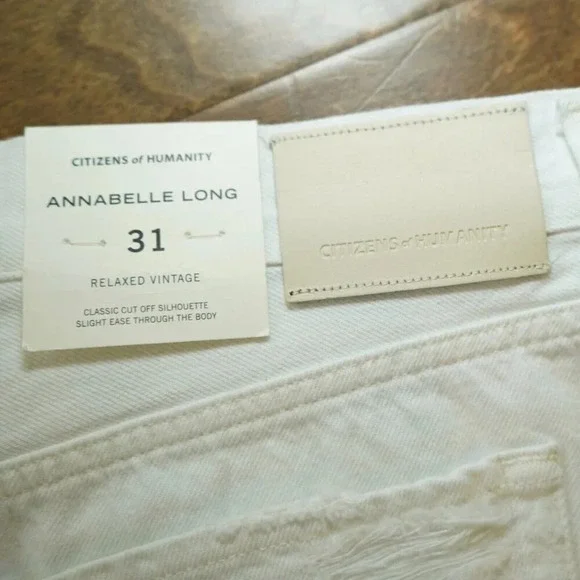 CITIZENS of HUMANITY
ANNABELLE LONG
31
RELAXED VINTAGE
CLASSIC CUT OFF SILHOUETTE
SLIGHT EASE THROUGH THE BODY
CITIZENS of HUMANITY